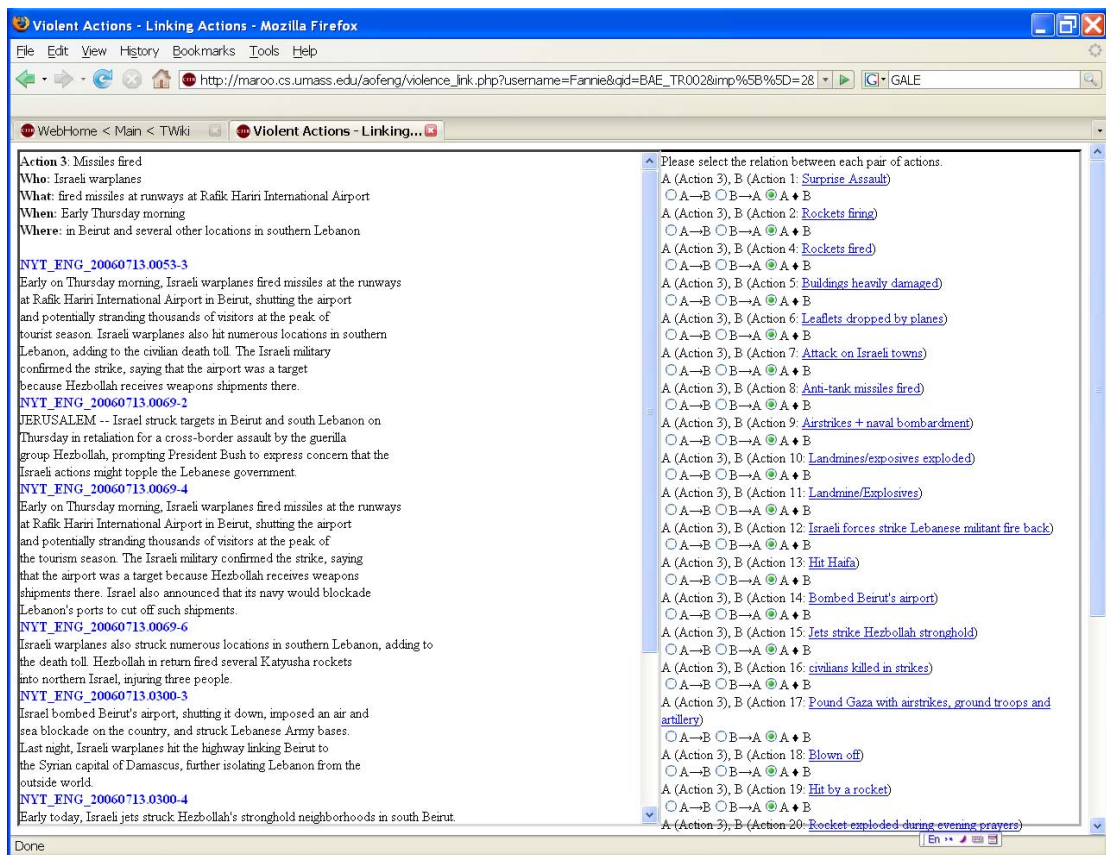 Violent Actions - Linking Actions - Mozilla Firefox
File Edit View History Bookmarks Tools Help
http://maroo.cs.umass.edu/aofeng/violence_link.php?username=Fannie&qid=BAE_TR002&imp%5B%5D=28
G GALE
WebHome < Main < TWiki
Violent Actions - Linking...
Action 3: Missiles fired
Who: Israeli warplanes
What: fired missiles at runways at Rafik Hariri International Airport
When: Early Thursday morning
Where: in Beirut and several other locations in southern Lebanon
NYT_ENG_20060713.0053-3
Early on Thursday morning, Israeli warplanes fired missiles at the runways
at Rafik Hariri International Airport in Beirut, shutting the airport
and potentially stranding thousands of visitors at the peak of
tourist season. Israeli warplanes also hit numerous locations in southern
Lebanon, adding to the civilian death toll. The Israeli military
confirmed the strike, saying that the airport was a target
because Hezbollah receives weapons shipments there.
NYT_ENG_20060713.0069-2
JERUSALEM -- Israel struck targets in Beirut and south Lebanon on
Thursday in retaliation for a cross-border assault by the guerilla
group Hezbollah, prompting President Bush to express concern that the
Israeli actions might topple the Lebanese government.
NYT_ENG_20060713.0069-4
Early on Thursday morning, Israeli warplanes fired missiles at the runways
at Rafik Hariri International Airport in Beirut, shutting the airport
and potentially stranding thousands of visitors at the peak of
the tourism season. The Israeli military confirmed the strike, saying
that the airport was a target because Hezbollah receives weapons
shipments there. Israel also announced that its navy would blockade
Lebanon's ports to cut off such shipments.
NYT_ENG_20060713.0069-6
Israeli warplanes also struck numerous locations in southern Lebanon, adding to
the death toll. Hezbollah in return fired several Katyusha rockets
into northern Israel, injuring three people.
NYT_ENG_20060713.0300-3
Israel bombed Beirut's airport, shutting it down, imposed an air and
sea blockade on the country, and struck Lebanese Army bases.
Last night, Israeli warplanes hit the highway linking Beirut to
the Syrian capital of Damascus, further isolating Lebanon from the
outside world.
NYT_ENG_20060713.0300-4
Early today, Israeli jets struck Hezbollah's stronghold neighborhoods in south Beirut.
Please select the relation between each pair of actions.
A (Action 3), B (Action 1: Surprise Assault)
A→B B→A A ♦ B
A (Action 3), B (Action 2: Rockets firing)
A→B B→A A ♦ B
A (Action 3), B (Action 4: Rockets fired)
A→B B→A A ♦ B
A (Action 3), B (Action 5: Buildings heavily damaged)
A→B B→A A ♦ B
A (Action 3), B (Action 6: Leaflets dropped by planes)
A→B B→A A ♦ B
A (Action 3), B (Action 7: Attack on Israeli towns)
A→B B→A A ♦ B
A (Action 3), B (Action 8: Anti-tank missiles fired)
A→B B→A A ♦ B
A (Action 3), B (Action 9: Airstrikes + naval bombardment)
A→B B→A A ♦ B
A (Action 3), B (Action 10: Landmines/exposives exploded)
A→B B→A A ♦ B
A (Action 3), B (Action 11: Landmine/Explosives)
A→B B→A A ♦ B
A (Action 3), B (Action 12: Israeli forces strike Lebanese militant fire back)
A→B B→A A ♦ B
A (Action 3), B (Action 13: Hit Haifa)
A→B B→A A ♦ B
A (Action 3), B (Action 14: Bombed Beirut's airport)
A→B B→A A ♦ B
A (Action 3), B (Action 15: Jets strike Hezbollah stronghold)
A→B B→A A ♦ B
A (Action 3), B (Action 16: civilians killed in strikes)
A→B B→A A ♦ B
A (Action 3), B (Action 17: Pound Gaza with airstrikes, ground troops and
artillery)
A→B B→A A ♦ B
A (Action 3), B (Action 18: Blown off)
A→B B→A A ♦ B
A (Action 3), B (Action 19: Hit by a rocket)
A→B B→A A ♦ B
A (Action 3), B (Action 20: Rocket exploded during evening prayers)
Done
En